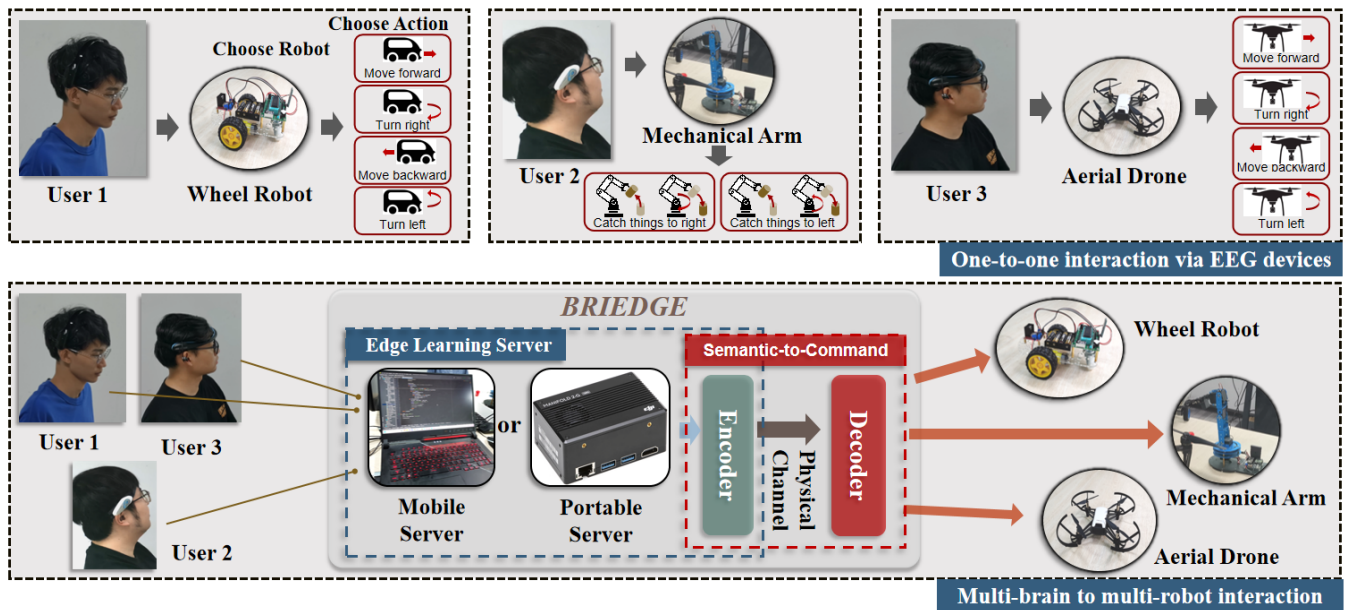 Choose Action
Choose Robot
Move forward
Turn right
Move backward
Turn left
User 1
Wheel Robot
Mechanical Arm
User 2
Catch things to right
Catch things to left
User 3
Aerial Drone
Move forward
Turn right
Move backward
Turn left
One-to-one interaction via EEG devices
BRIEDGE
Edge Learning Server
Semantic-to-Command
User 1
User 3
User 2
or
MANIFOLD 2-G
dji
Mobile
Server
Portable
Server
Encoder
Physical
Channel
Decoder
Wheel Robot
Mechanical Arm
Aerial Drone
Multi-brain to multi-robot interaction